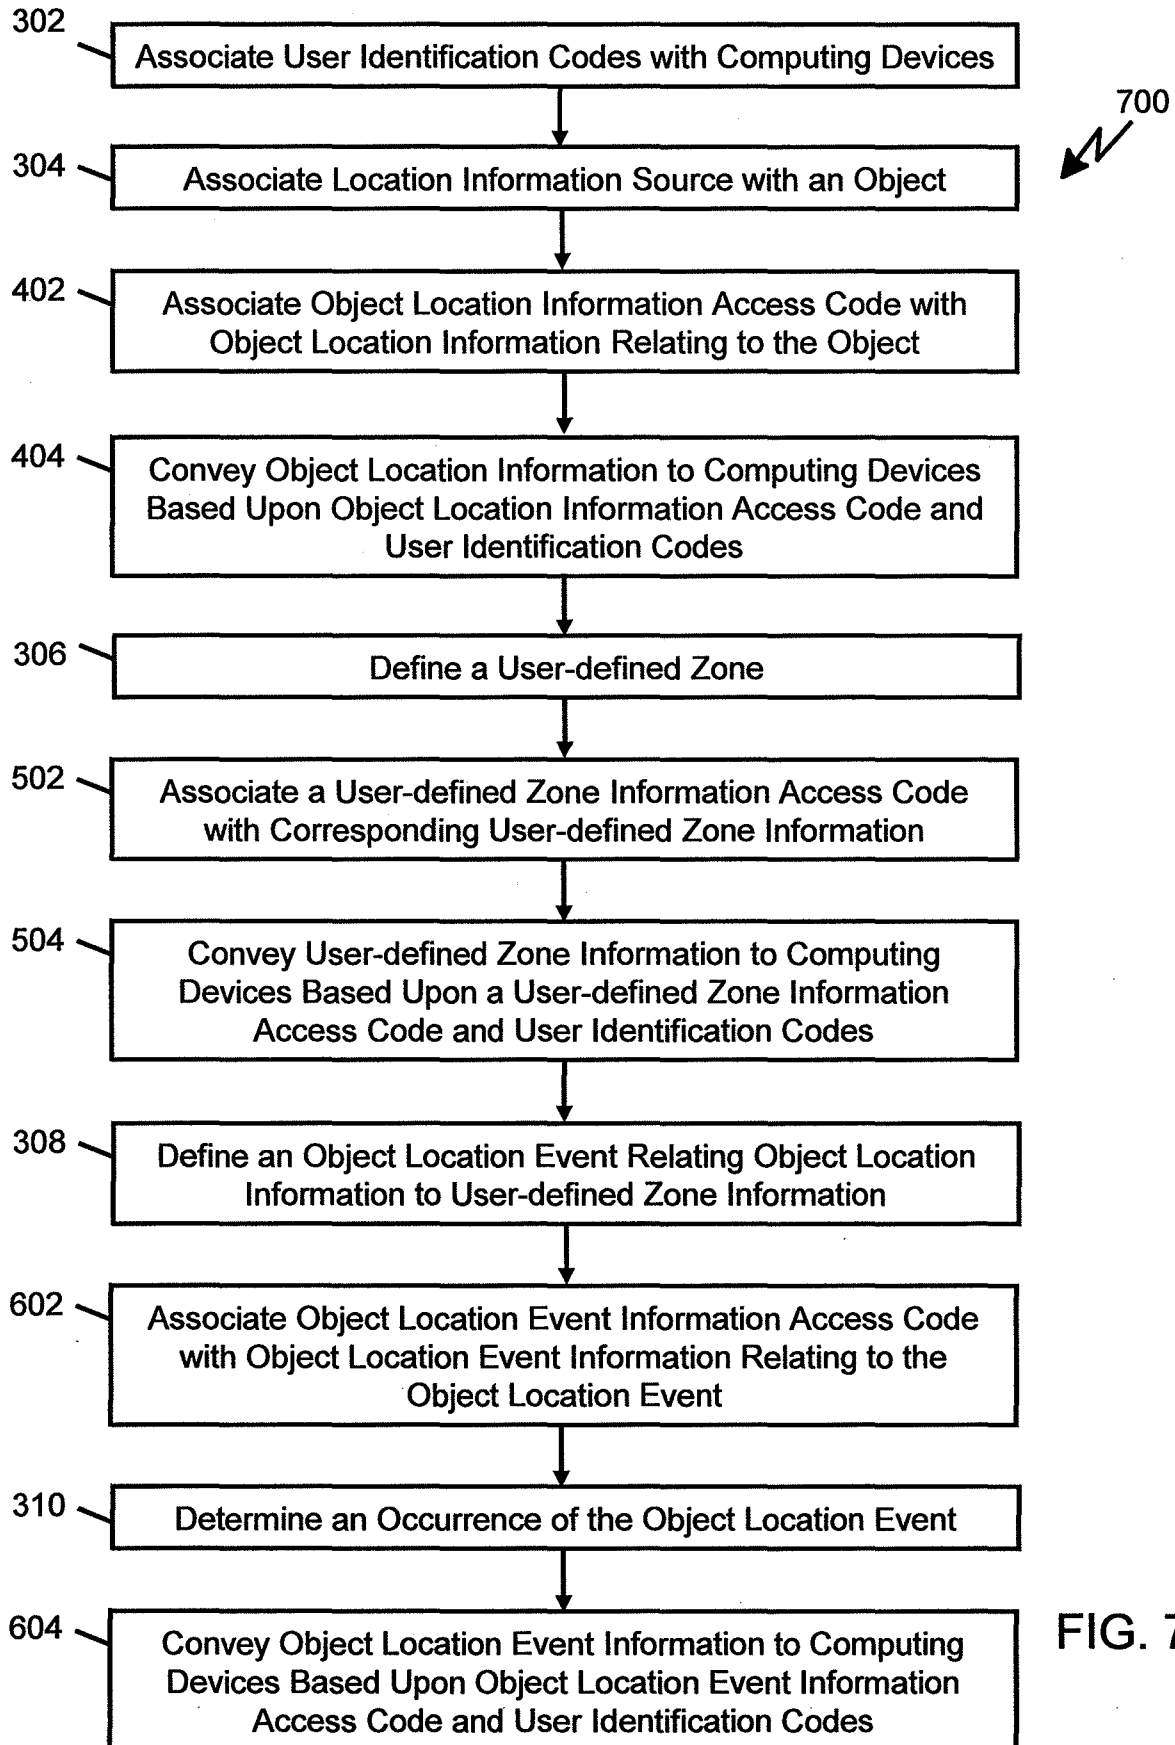 302
Associate User Identification Codes with Computing Devices
700
304
Associate Location Information Source with an Object
402
Associate Object Location Information Access Code with
Object Location Information Relating to the Object
404
Convey Object Location Information to Computing Devices
Based Upon Object Location Information Access Code and
User Identification Codes
306
Define a User-defined Zone
502
Associate a User-defined Zone Information Access Code
with Corresponding User-defined Zone Information
504
Convey User-defined Zone Information to Computing
Devices Based Upon a User-defined Zone Information
Access Code and User Identification Codes
308
Define an Object Location Event Relating Object Location
Information to User-defined Zone Information
602
Associate Object Location Event Information Access Code
with Object Location Event Information Relating to the
Object Location Event
310
Determine an Occurrence of the Object Location Event
604
Convey Object Location Event Information to Computing
Devices Based Upon Object Location Event Information
Access Code and User Identification Codes
FIG. 7